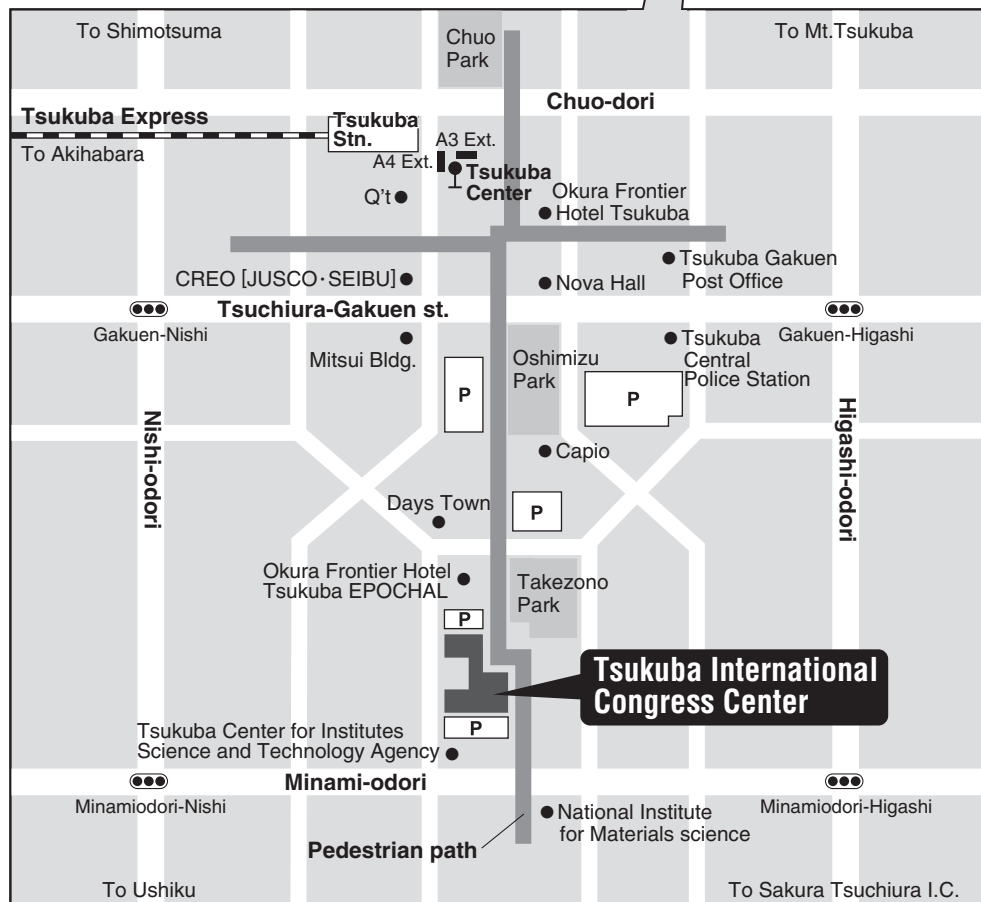 To Shimotsuma
Chuo
Park
To Mt.Tsukuba
Chuo-dori
Tsukuba Express
Tsukuba
Stn.
To Akihabara
A3 Ext.
A4 Ext.
Tsukuba
Center
Q't
Okura Frontier
Hotel Tsukuba
CREO [JUSCO·SEIBU]
Nova Hall
Tsukuba Gakuen
Post Office
Tsuchiura-Gakuen st.
Gakuen-Nishi
Gakuen-Higashi
Mitsui Bldg.
Oshimizu
Park
Tsukuba
Central
Police Station
P
P
Nishi-odori
Higashi-odori
Capio
Days Town
P
Okura Frontier Hotel
Tsukuba EPOCHAL
Takezono
Park
P
Tsukuba International
Congress Center
P
Tsukuba Center for Institutes
Science and Technology Agency
Minami-odori
Minamiodori-Nishi
Minamiodori-Higashi
National Institute
for Materials science
Pedestrian path
To Ushiku
To Sakura Tsuchiura I.C.